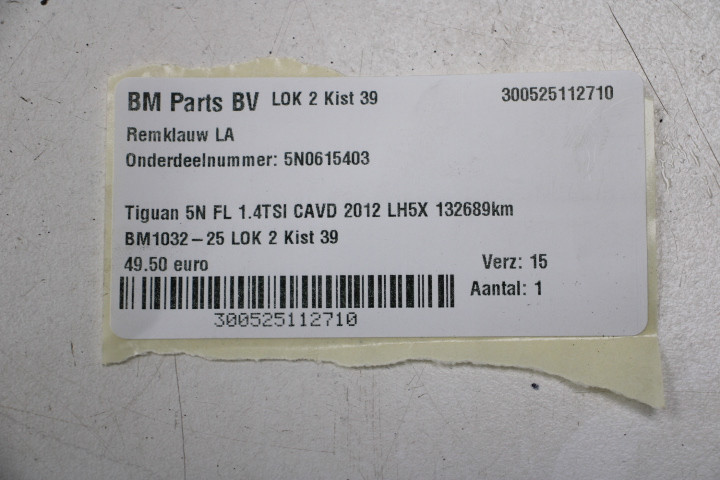 BM Parts BV LOK 2 Kist 39 300525112710
Remklauw LA
Onderdeelnummer: 5N0615403
Tiguan 5N FL 1.4TSI CAVD 2012 LH5X 132689km
BM1032-25 LOK 2 Kist 39
49.50 euro Verz: 15
Aantal: 1
300525112710